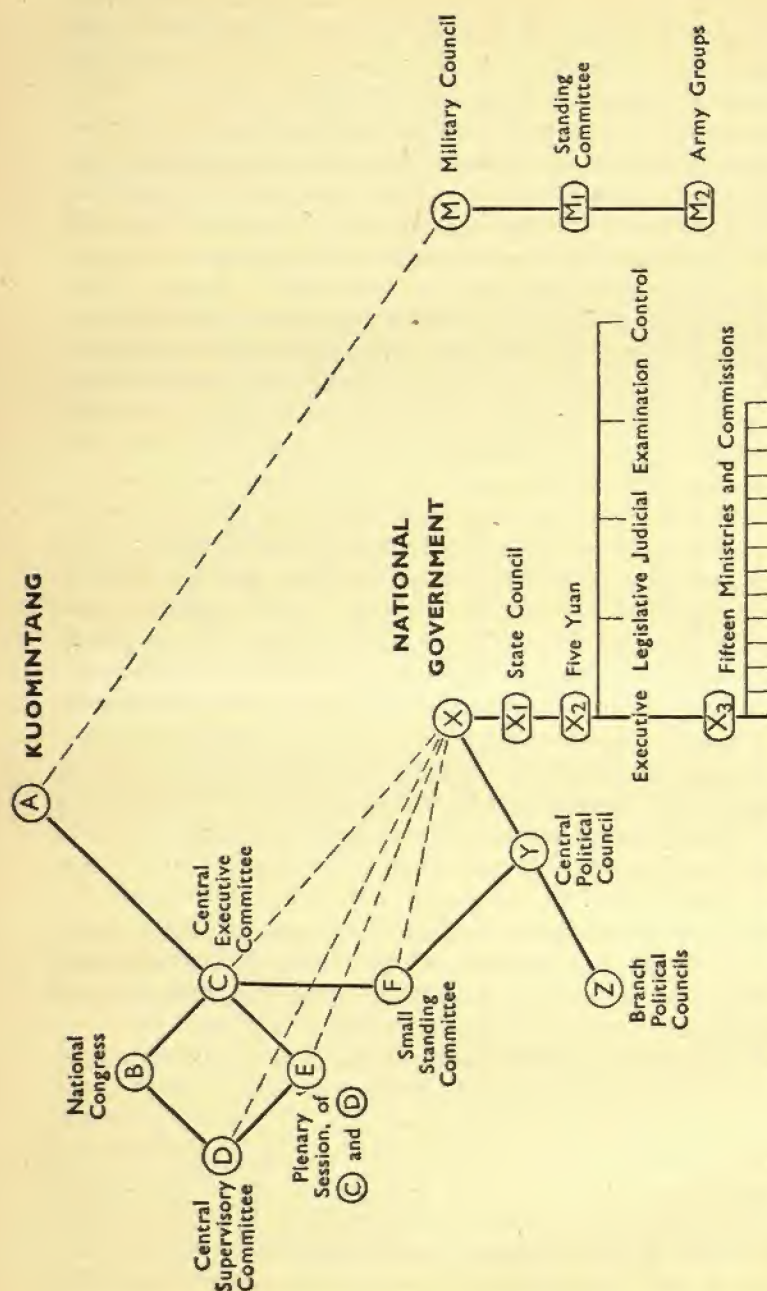 A KUOMINTANG
National
Congress
B
Central
Executive
Committee
C
Central
Supervisory
Committee
D
E
Plenary
Session, of
C and D
F
Small
Standing
Committee
NATIONAL
GOVERNMENT
X
X1 State Council
X2 Five Yuan
Executive Legislative Judicial Examination Control
X3 Fifteen Ministries and Commissions
Y
Central
Political
Council
Z
Branch
Political
Councils
M Military Council
M1 Standing
Committee
M2 Army Groups